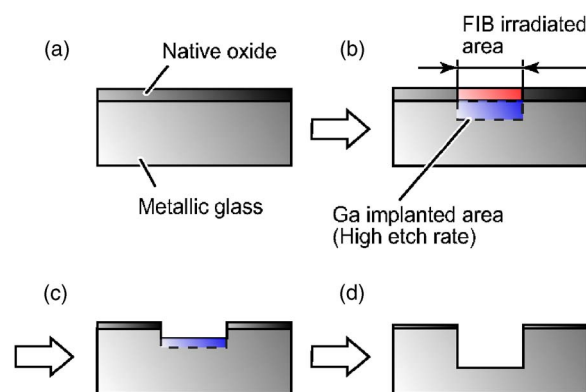 (a)
Native oxide
Metallic glass
(b)
FIB irradiated
area
Ga implanted area
(High etch rate)
(c)
(d)